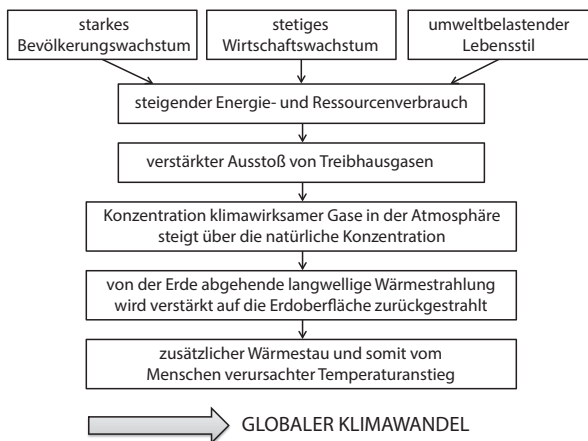 starkes
Bevölkerungswachstum
stetiges
Wirtschaftswachstum
umweltbelastender
Lebensstil
steigender Energie- und Ressourcenverbrauch
verstärkter Ausstoß von Treibhausgasen
Konzentration klimawirksamer Gase in der Atmosphäre
steigt über die natürliche Konzentration
von der Erde abgehende langwellige Wärmestrahlung
wird verstärkt auf die Erdoberfläche zurückgestrahlt
zusätzlicher Wärmestau und somit vom
Menschen verursachter Temperaturanstieg
GLOBALER KLIMAWANDEL